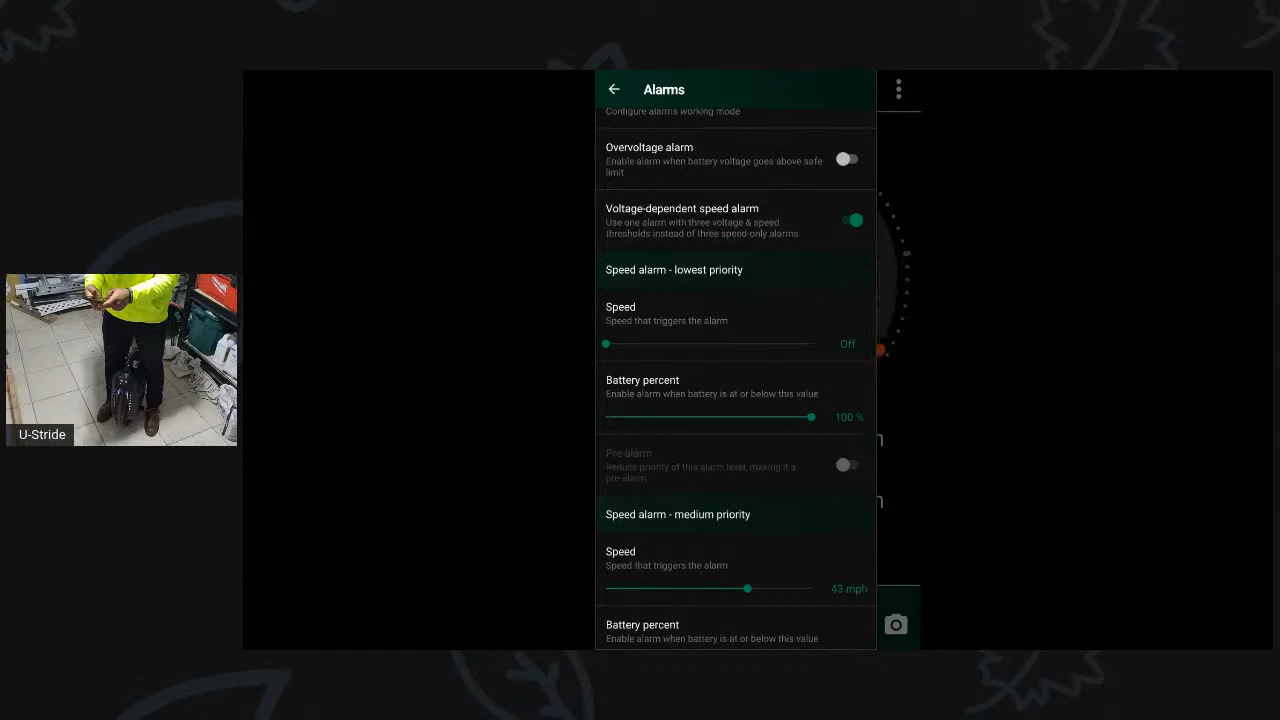 Alarms
Configure alarms working mode
Overvoltage alarm
Enable alarm when battery voltage goes above safe
limit
Voltage-dependent speed alarm
Use one alarm with three voltage & speed
thresholds instead of three speed-only alarms
Speed alarm - lowest priority
Speed
Speed that triggers the alarm
Off
Battery percent
Enable alarm when battery is at or below this value
100 %
Pre-alarm
Reduce priority of this alarm level, making it a
pre-alarm
Speed alarm - medium priority
Speed
Speed that triggers the alarm
43 mph
Battery percent
Enable alarm when battery is at or below this value
U-Stride